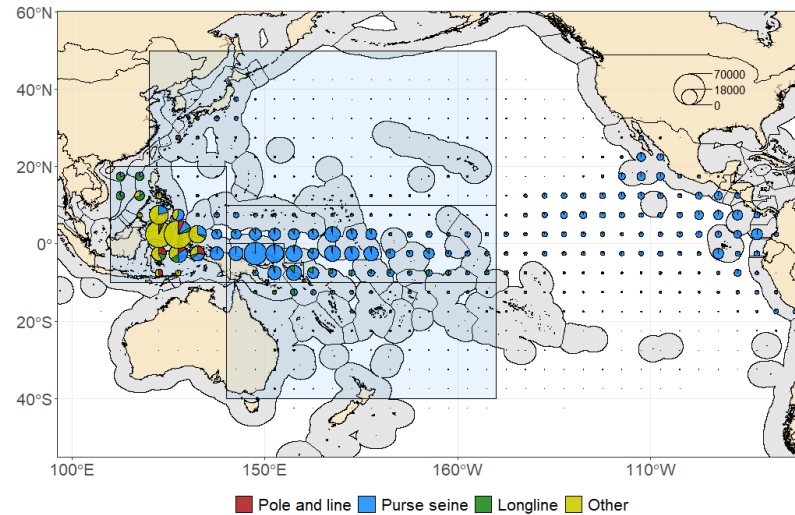 60°N
40°N
20°N
0°
20°S
40°S
70000
18000
0
100°E 150°E 160°W 110°W
Pole and line Purse seine Longline Other